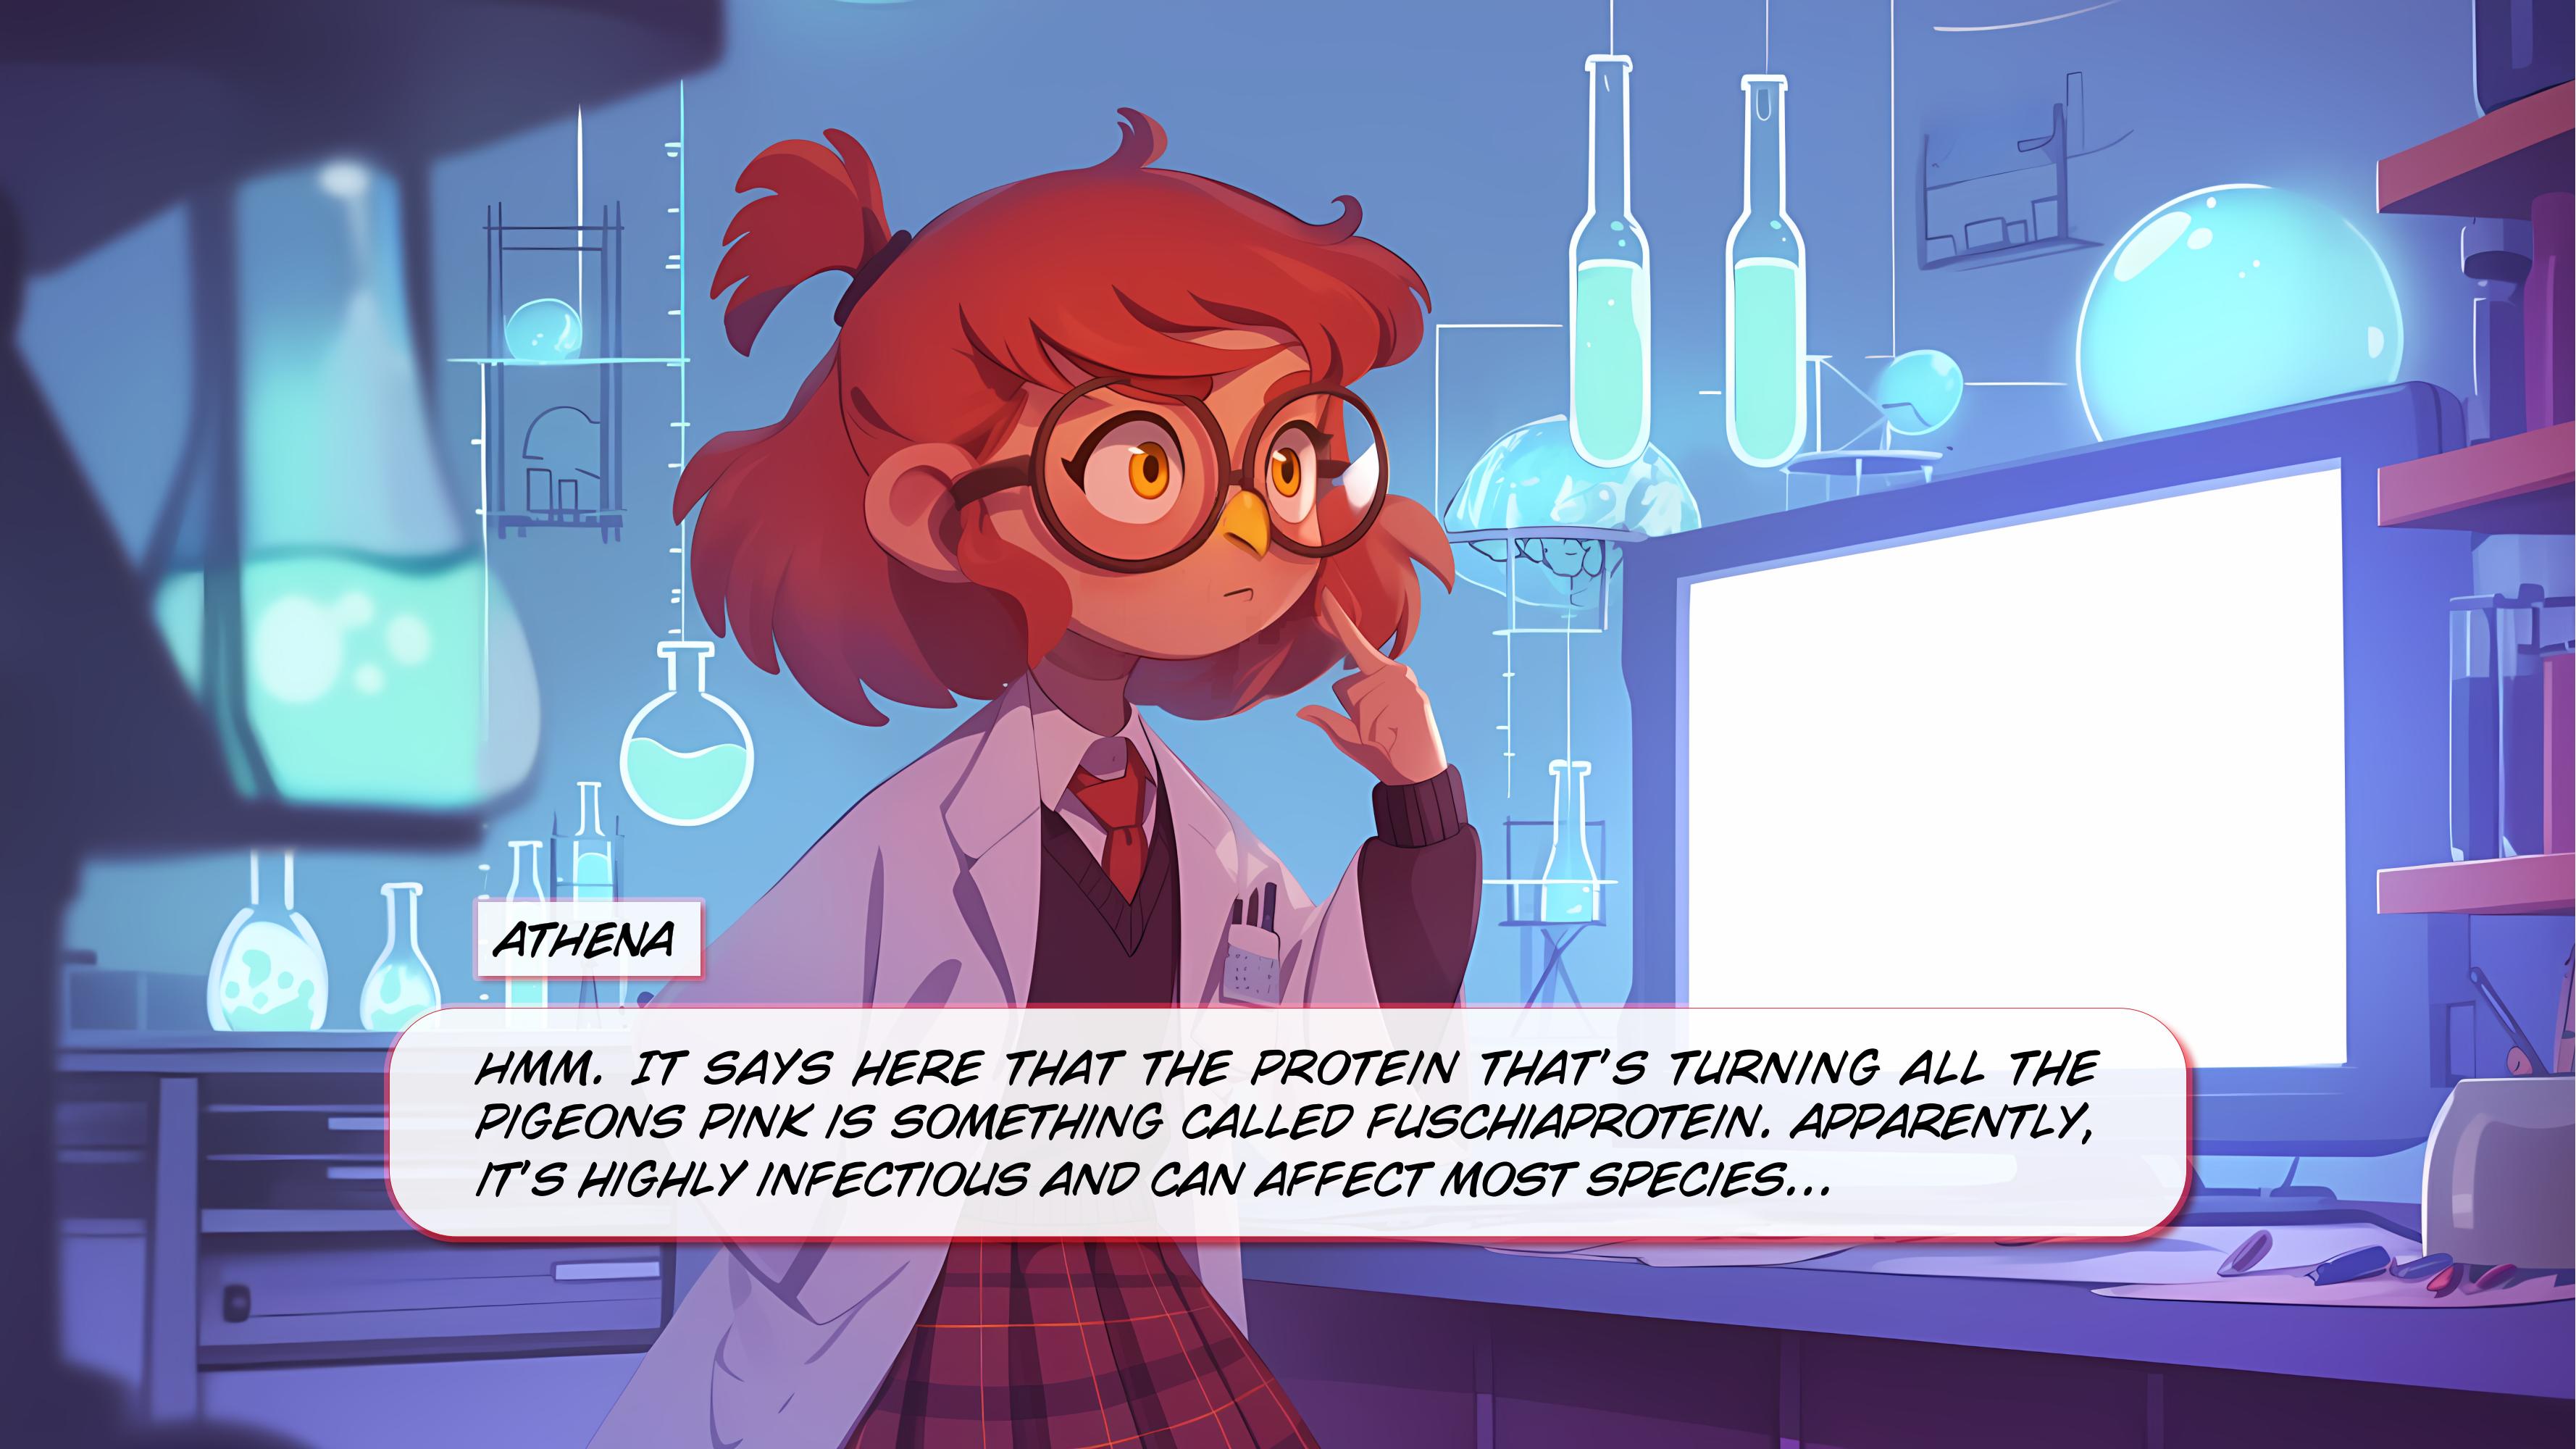 ATHENA
HMM. IT SAYS HERE THAT THE PROTEIN THAT'S TURNING ALL THE
PIGEONS PINK IS SOMETHING CALLED FUSCHIAPROTEIN. APPARENTLY,
IT'S HIGHLY INFECTIOUS AND CAN AFFECT MOST SPECIES...